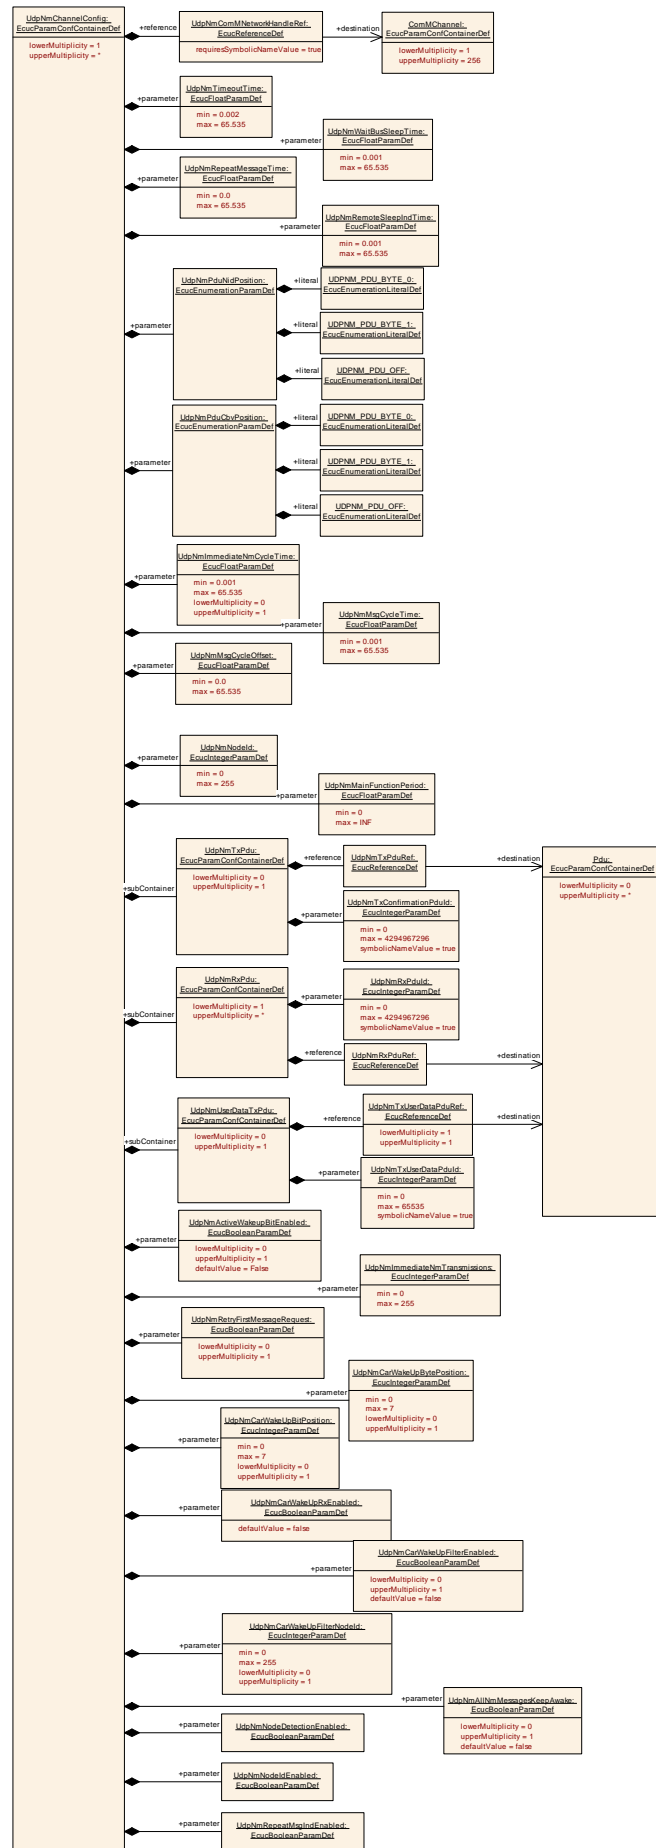 UdpNmChannelConfig:
EcucParamConfContainerDef
lowerMultiplicity = 1
upperMultiplicity = *
+reference
UdpNmComMNetworkHandleRef:
EcucReferenceDef
requiresSymbolicNameValue = true
+destination
ComMChannel:
EcucParamConfContainerDef
lowerMultiplicity = 1
upperMultiplicity = 256
+parameter
UdpNmTimeoutTime:
EcucFloatParamDef
min = 0.002
max = 65.535
+parameter
UdpNmWaitBusSleepTime:
EcucFloatParamDef
min = 0.001
max = 65.535
+parameter
UdpNmRepeatMessageTime:
EcucFloatParamDef
min = 0.0
max = 65.535
+parameter
UdpNmRemoteSleepIndTime:
EcucFloatParamDef
min = 0.001
max = 65.535
+parameter
UdpNmPduNidPosition:
EcucEnumerationParamDef
+literal
UDPNM_PDU_BYTE_0:
EcucEnumerationLiteralDef
+literal
UDPNM_PDU_BYTE_1:
EcucEnumerationLiteralDef
+literal
UDPNM_PDU_OFF:
EcucEnumerationLiteralDef
+parameter
UdpNmPduCbvPosition:
EcucEnumerationParamDef
+literal
UDPNM_PDU_BYTE_0:
EcucEnumerationLiteralDef
+literal
UDPNM_PDU_BYTE_1:
EcucEnumerationLiteralDef
+literal
UDPNM_PDU_OFF:
EcucEnumerationLiteralDef
+parameter
UdpNmImmediateNmCycleTime:
EcucFloatParamDef
min = 0.001
max = 65.535
lowerMultiplicity = 0
upperMultiplicity = 1
+parameter
UdpNmMsgCycleTime:
EcucFloatParamDef
min = 0.001
max = 65.535
+parameter
UdpNmMsgCycleOffset:
EcucFloatParamDef
min = 0.0
max = 65.535
+parameter
UdpNmNodeId:
EcucIntegerParamDef
min = 0
max = 255
+parameter
UdpNmMainFunctionPeriod:
EcucFloatParamDef
min = 0
max = INF
+subContainer
UdpNmTxPdu:
EcucParamConfContainerDef
lowerMultiplicity = 0
upperMultiplicity = 1
+reference
UdpNmTxPduRef:
EcucReferenceDef
+destination
Pdu:
EcucParamConfContainerDef
lowerMultiplicity = 0
upperMultiplicity = *
+parameter
UdpNmTxConfirmationPduId:
EcucIntegerParamDef
min = 0
max = 4294967296
symbolicNameValue = true
+subContainer
UdpNmRxPdu:
EcucParamConfContainerDef
lowerMultiplicity = 1
upperMultiplicity = *
+parameter
UdpNmRxPduId:
EcucIntegerParamDef
min = 0
max = 4294967296
symbolicNameValue = true
+reference
UdpNmRxPduRef:
EcucReferenceDef
+destination
+subContainer
UdpNmUserDataTxPdu:
EcucParamConfContainerDef
lowerMultiplicity = 0
upperMultiplicity = 1
+reference
UdpNmTxUserDataPduRef:
EcucReferenceDef
lowerMultiplicity = 1
upperMultiplicity = 1
+destination
+parameter
UdpNmTxUserDataPduId:
EcucIntegerParamDef
min = 0
max = 65535
symbolicNameValue = true
+parameter
UdpNmActiveWakeupBitEnabled:
EcucBooleanParamDef
lowerMultiplicity = 0
upperMultiplicity = 1
defaultValue = False
+parameter
UdpNmImmediateNmTransmissions:
EcucIntegerParamDef
min = 0
max = 255
+parameter
UdpNmRetryFirstMessageRequest:
EcucBooleanParamDef
lowerMultiplicity = 0
upperMultiplicity = 1
+parameter
UdpNmCarWakeUpBytePosition:
EcucIntegerParamDef
min = 0
max = 7
lowerMultiplicity = 0
upperMultiplicity = 1
+parameter
UdpNmCarWakeUpBitPosition:
EcucIntegerParamDef
min = 0
max = 7
lowerMultiplicity = 0
upperMultiplicity = 1
+parameter
UdpNmCarWakeUpRxEnabled:
EcucBooleanParamDef
defaultValue = false
+parameter
UdpNmCarWakeUpFilterEnabled:
EcucBooleanParamDef
lowerMultiplicity = 0
upperMultiplicity = 1
defaultValue = false
+parameter
UdpNmCarWakeUpFilterNodeId:
EcucIntegerParamDef
min = 0
max = 255
lowerMultiplicity = 0
upperMultiplicity = 1
+parameter
UdpNmAllNmMessagesKeepAwake:
EcucBooleanParamDef
lowerMultiplicity = 0
upperMultiplicity = 1
defaultValue = false
+parameter
UdpNmNodeDetectionEnabled:
EcucBooleanParamDef
+parameter
UdpNmNodeIdEnabled:
EcucBooleanParamDef
+parameter
UdpNmRepeatMsgIndEnabled:
EcucBooleanParamDef